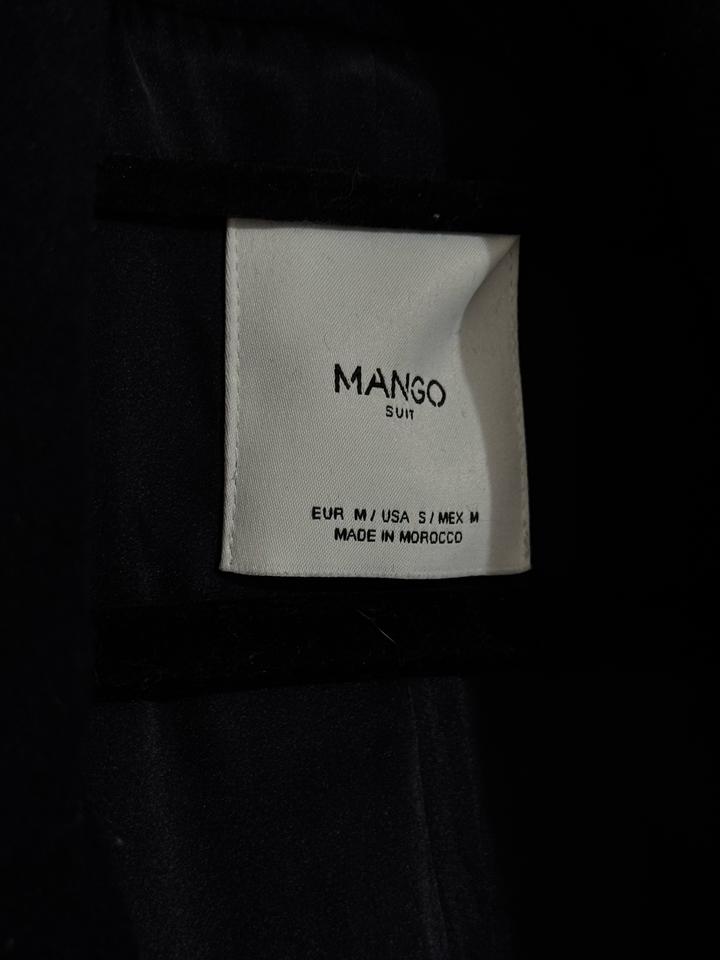 MANGO
SUIT
EUR M / USA S / MEX M
MADE IN MOROCCO